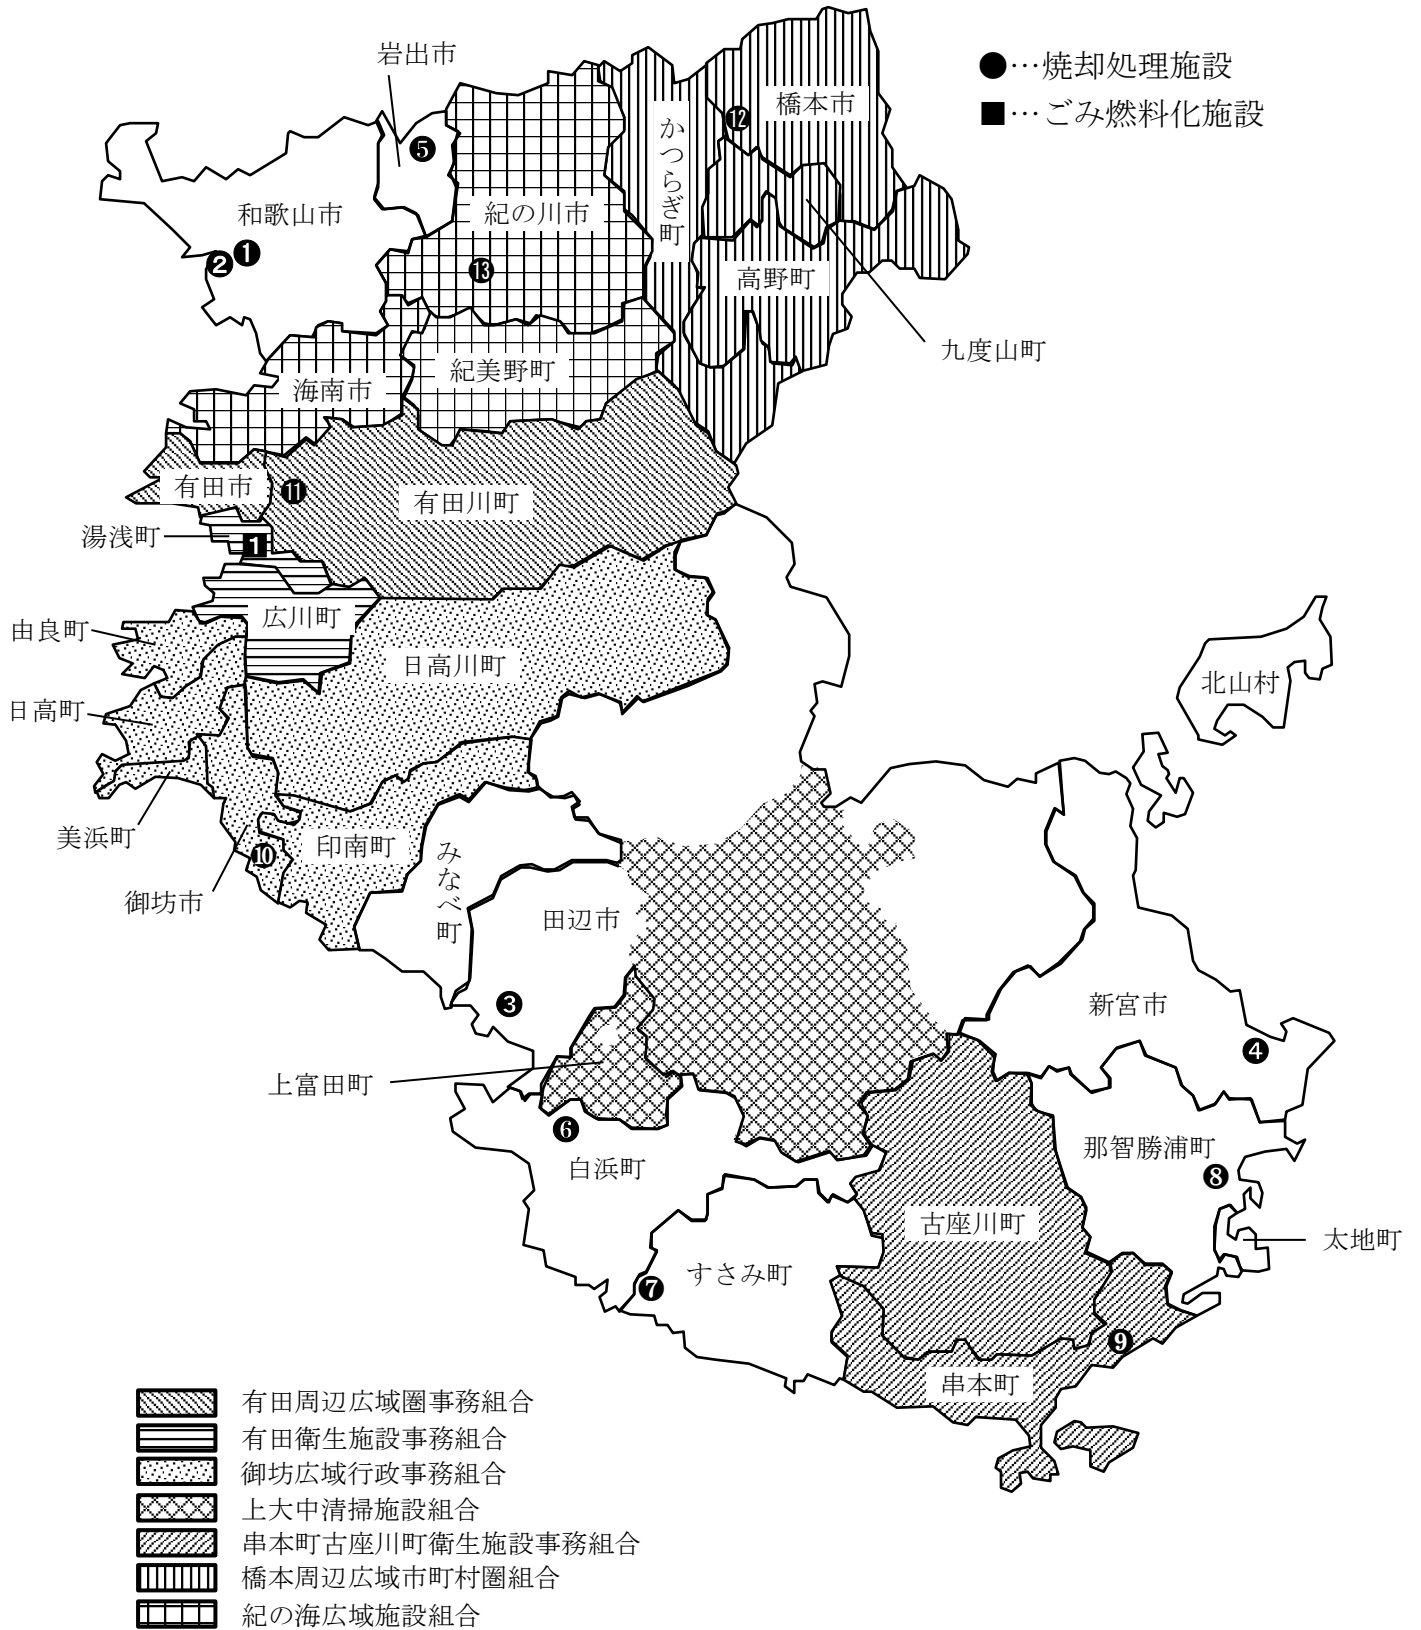 ●…焼却処理施設
■…ごみ燃料化施設
岩出市
橋本市
⓬
かつらぎ町
❺
和歌山市
紀の川市
❶
❷
⓭
高野町
九度山町
紀美野町
海南市
有田市
⓫
有田川町
湯浅町
1
広川町
由良町
日高川町
北山村
日高町
美浜町
印南町
❿
みなべ町
御坊市
田辺市
❸
新宮市
❹
上富田町
❻
白浜町
那智勝浦町
❽
古座川町
太地町
すさみ町
❼
❾
串本町
有田周辺広域圏事務組合
有田衛生施設事務組合
御坊広域行政事務組合
上大中清掃施設組合
串本町古座川町衛生施設事務組合
橋本周辺広域市町村圏組合
紀の海広域施設組合